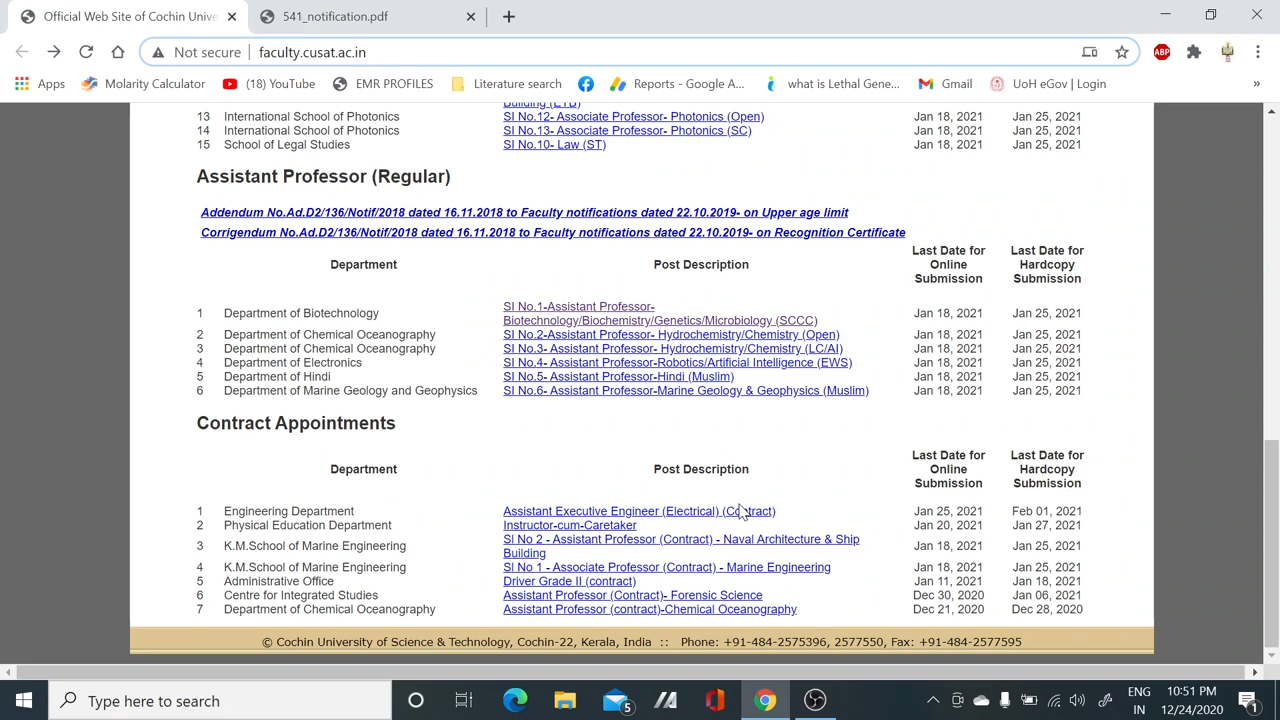 Official Web Site of Cochin Unive
541_notification.pdf
Not secure
faculty.cusat.ac.in
ABP
Apps
Molarity Calculator
(18) YouTube
EMR PROFILES
Literature search
Reports - Google A...
what is Lethal Gene...
Gmail
UoH eGov | Login
»
Building (ETB)
13 International School of Photonics SI No.12- Associate Professor- Photonics (Open) Jan 18, 2021 Jan 25, 2021
14 International School of Photonics SI No.13- Associate Professor- Photonics (SC) Jan 18, 2021 Jan 25, 2021
15 School of Legal Studies SI No.10- Law (ST) Jan 18, 2021 Jan 25, 2021
Assistant Professor (Regular)
Addendum No.Ad.D2/136/Notif/2018 dated 16.11.2018 to Faculty notifications dated 22.10.2019- on Upper age limit
Corrigendum No.Ad.D2/136/Notif/2018 dated 16.11.2018 to Faculty notifications dated 22.10.2019- on Recognition Certificate
Department Post Description
Last Date for
Online
Submission
Last Date for
Hardcopy
Submission
1 Department of Biotechnology
SI No.1-Assistant Professor-
Biotechnology/Biochemistry/Genetics/Microbiology (SCCC)
Jan 18, 2021 Jan 25, 2021
2 Department of Chemical Oceanography SI No.2-Assistant Professor- Hydrochemistry/Chemistry (Open) Jan 18, 2021 Jan 25, 2021
3 Department of Chemical Oceanography SI No.3- Assistant Professor- Hydrochemistry/Chemistry (LC/AI) Jan 18, 2021 Jan 25, 2021
4 Department of Electronics SI No.4- Assistant Professor-Robotics/Artificial Intelligence (EWS) Jan 18, 2021 Jan 25, 2021
5 Department of Hindi SI No.5- Assistant Professor-Hindi (Muslim) Jan 18, 2021 Jan 25, 2021
6 Department of Marine Geology and Geophysics SI No.6- Assistant Professor-Marine Geology & Geophysics (Muslim) Jan 18, 2021 Jan 25, 2021
Contract Appointments
Department Post Description
Last Date for
Online
Submission
Last Date for
Hardcopy
Submission
1 Engineering Department Assistant Executive Engineer (Electrical) (Contract) Jan 25, 2021 Feb 01, 2021
2 Physical Education Department Instructor-cum-Caretaker Jan 20, 2021 Jan 27, 2021
3 K.M.School of Marine Engineering
Sl No 2 - Assistant Professor (Contract) - Naval Architecture & Ship
Building
Jan 18, 2021 Jan 25, 2021
4 K.M.School of Marine Engineering Sl No 1 - Associate Professor (Contract) - Marine Engineering Jan 18, 2021 Jan 25, 2021
5 Administrative Office Driver Grade II (contract) Jan 11, 2021 Jan 18, 2021
6 Centre for Integrated Studies Assistant Professor (Contract)- Forensic Science Dec 30, 2020 Jan 06, 2021
7 Department of Chemical Oceanography Assistant Professor (contract)-Chemical Oceanography Dec 21, 2020 Dec 28, 2020
© Cochin University of Science & Technology, Cochin-22, Kerala, India :: Phone: +91-484-2575396, 2577550, Fax: +91-484-2577595
Type here to search
5
ENG
IN
10:51 PM
12/24/2020
1